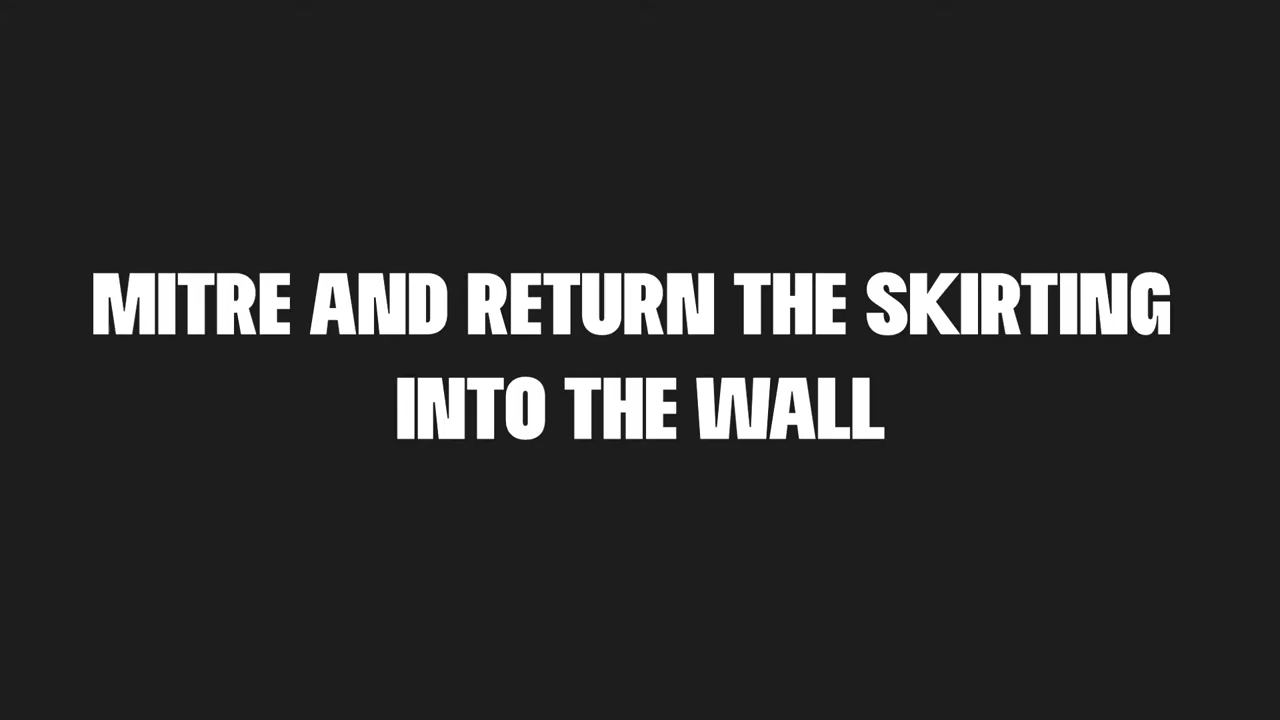 MITRE AND RETURN THE SKIRTING
INTO THE WALL